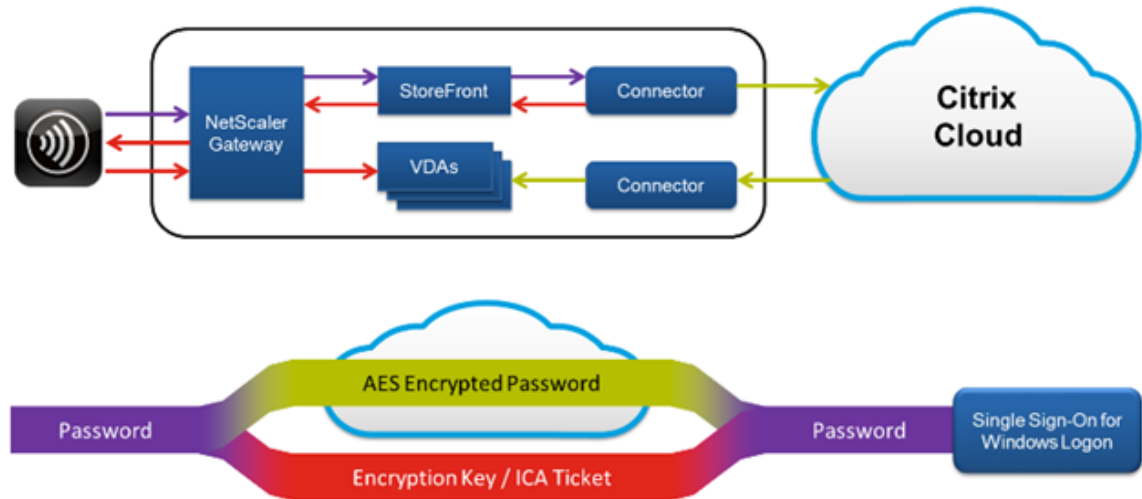 NetScaler
Gateway
StoreFront
Connector
Citrix
Cloud
VDAs
Connector
AES Encrypted Password
Password
Password
Single Sign-On for
Windows Logon
Encryption Key / ICA Ticket